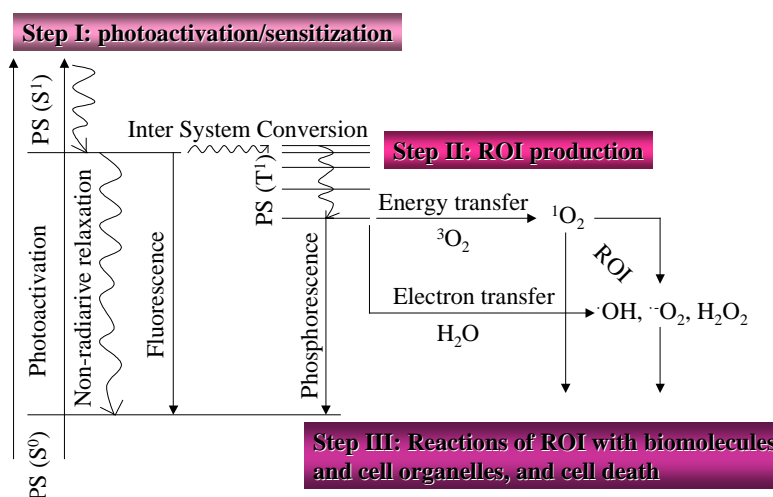 Step I: photoactivation/sensitization
PS (S¹)
Inter System Conversion
Step II: ROI production
PS (T¹)
Energy transfer
³O₂
¹O₂
ROI
Electron transfer
H₂O
·OH, ·⁻O₂, H₂O₂
Photoactivation
Non-radiarive relaxation
Fluorescence
Phosphorescence
PS (S⁰)
Step III: Reactions of ROI with biomolecules
and cell organelles, and cell death